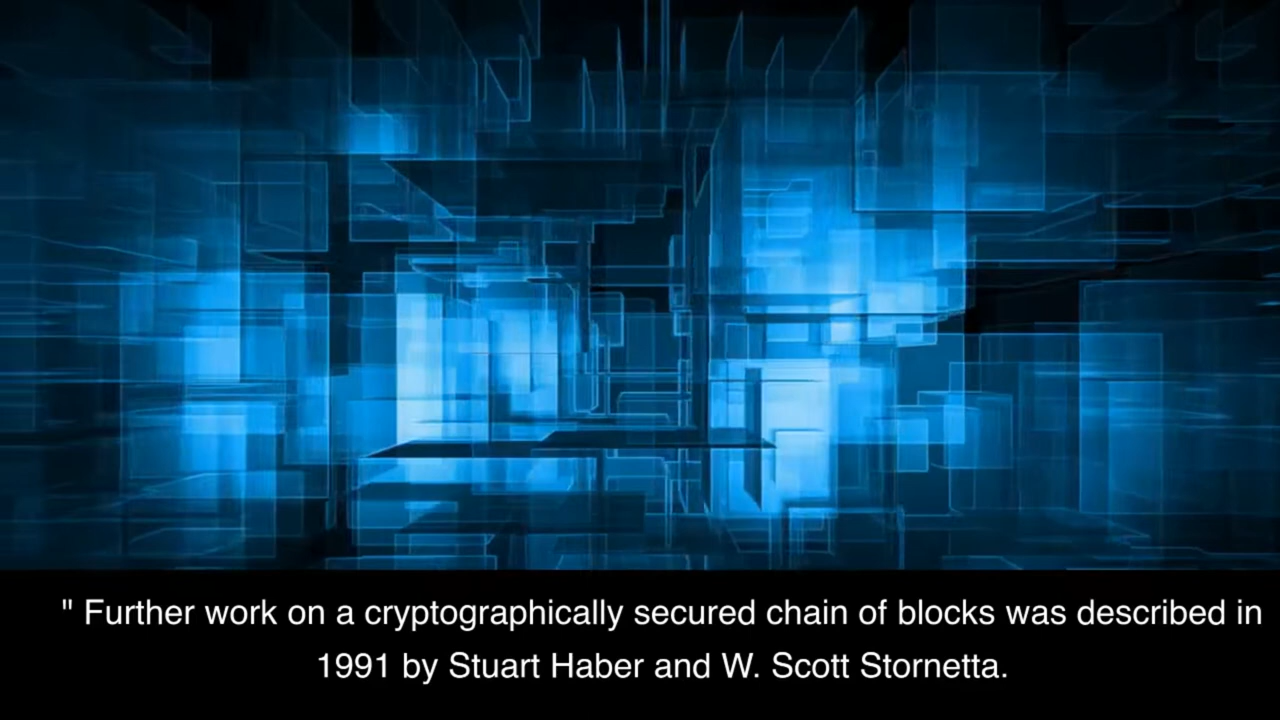 " Further work on a cryptographically secured chain of blocks was described in
1991 by Stuart Haber and W. Scott Stornetta.